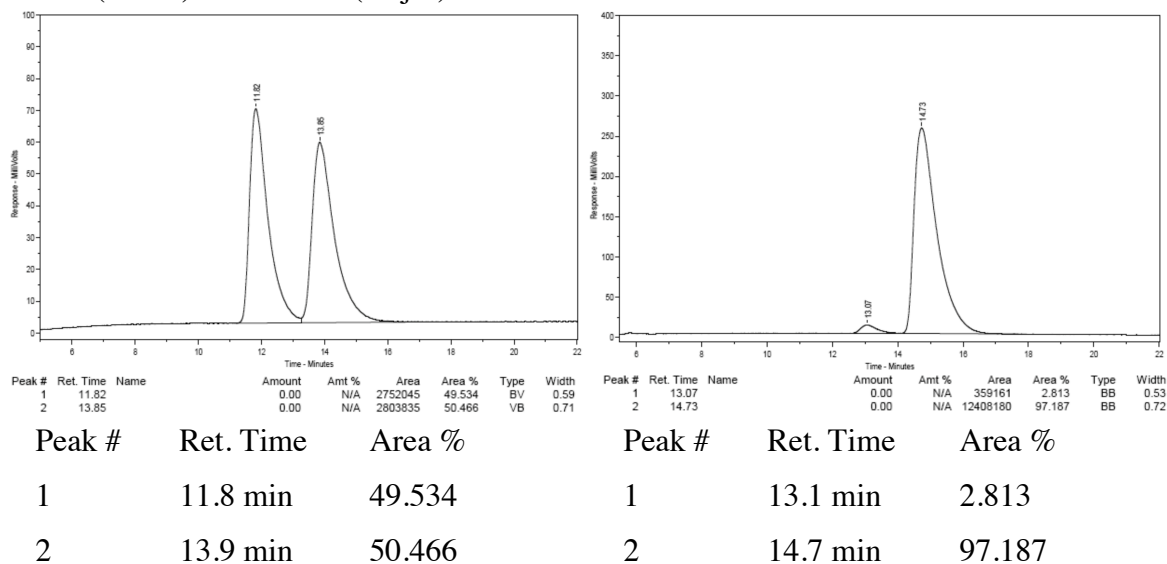 100
90
80
70
60
50
40
30
20
10
0
Response - MilliVolts
11.82
13.85
6 8 10 12 14 16 18 20 22
Time - Minutes
Peak # Ret. Time Name Amount Amt % Area Area % Type Width
1 11.82 0.00 N/A 2752045 49.534 BV 0.59
2 13.85 0.00 N/A 2803835 50.466 VB 0.71
400
350
300
250
200
150
100
50
0
Response - MilliVolts
13.07
14.73
6 8 10 12 14 16 18 20 22
Time - Minutes
Peak # Ret. Time Name Amount Amt % Area Area % Type Width
1 13.07 0.00 N/A 359161 2.813 BB 0.53
2 14.73 0.00 N/A 12408180 97.187 BB 0.72
Peak # Ret. Time Area %
1 11.8 min 49.534
2 13.9 min 50.466
Peak # Ret. Time Area %
1 13.1 min 2.813
2 14.7 min 97.187